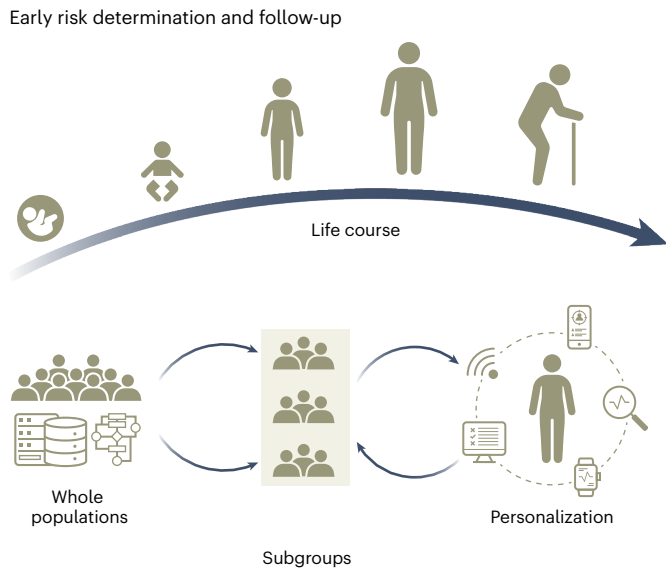 Early risk determination and follow-up
Life course
Whole
populations
Personalization
Subgroups